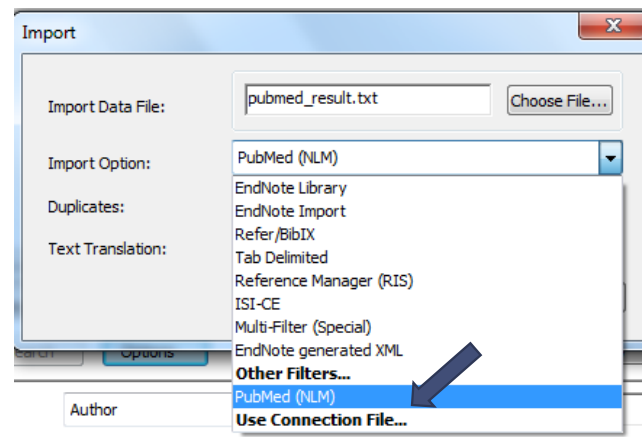 Import
Import Data File:
pubmed_result.txt
Choose File...
Import Option:
PubMed (NLM)
Duplicates:
Text Translation:
EndNote Library
EndNote Import
Refer/BibIX
Tab Delimited
Reference Manager (RIS)
ISI-CE
Multi-Filter (Special)
EndNote generated XML
Other Filters...
PubMed (NLM)
Use Connection File...
Options
Author